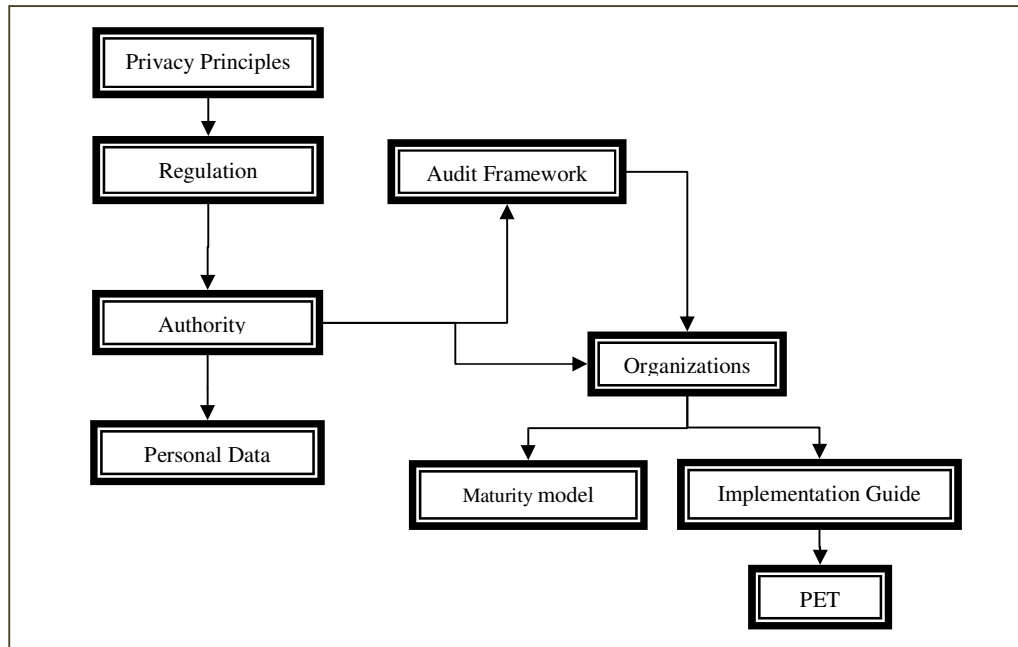 Privacy Principles
Regulation
Audit Framework
Authority
Organizations
Personal Data
Maturity model
Implementation Guide
PET